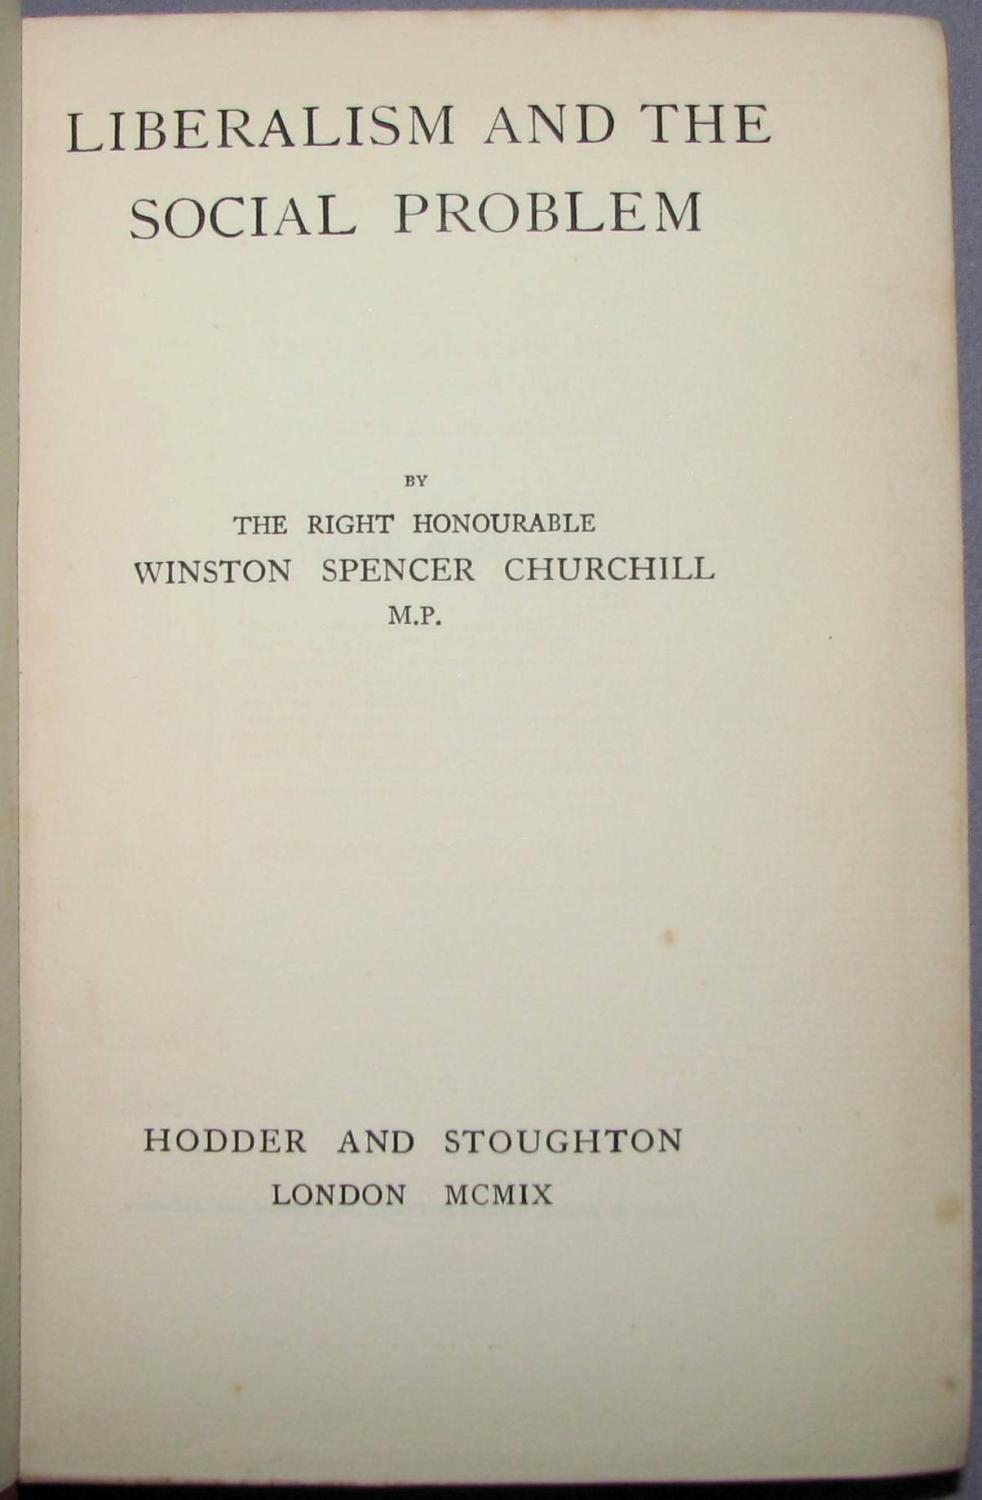 LIBERALISM AND THE
SOCIAL PROBLEM
BY
THE RIGHT HONOURABLE
WINSTON SPENCER CHURCHILL
M.P.
HODDER AND STOUGHTON
LONDON MCMIX